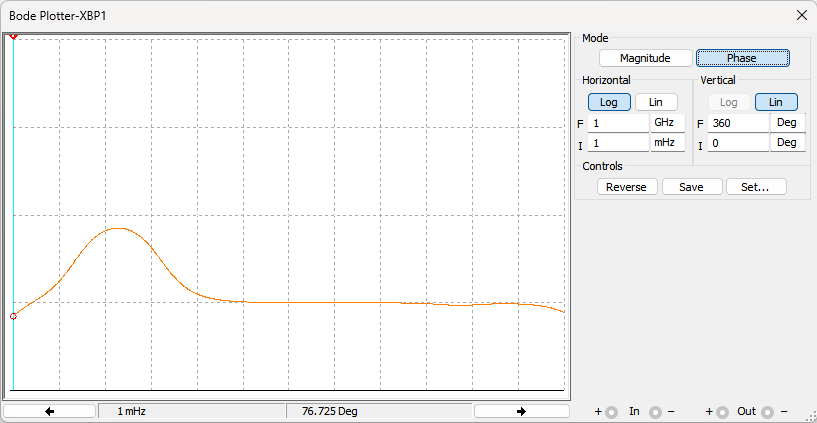 Bode Plotter-XBP1
Mode
Magnitude Phase
Horizontal Vertical
Log Lin Log Lin
F 1 GHz F 360 Deg
I 1 mHz I 0 Deg
Controls
Reverse Save Set...
1 mHz 76.725 Deg
+ In − + Out −